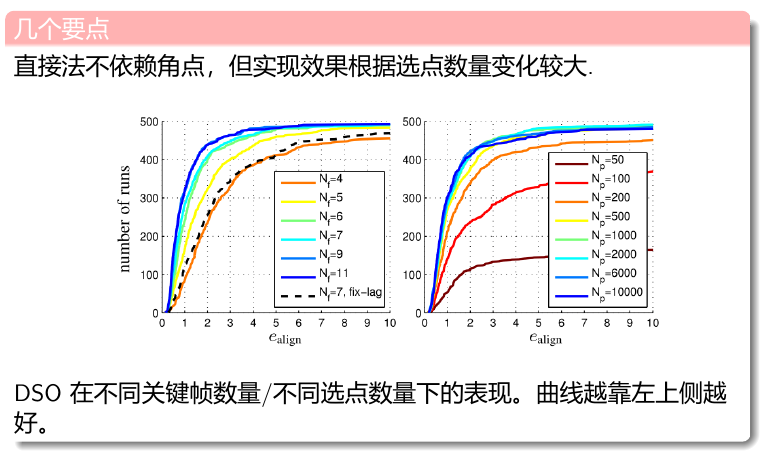 几个要点
直接法不依赖角点，但实现效果根据选点数量变化较大.
number of runs
500
400
300
200
100
0
0 1 2 3 4 5 6 7 8 9 10
e_align
N_f=4
N_f=5
N_f=6
N_f=7
N_f=9
N_f=11
N_f=7, fix-lag
500
400
300
200
100
0
0 1 2 3 4 5 6 7 8 9 10
e_align
N_p=50
N_p=100
N_p=200
N_p=500
N_p=1000
N_p=2000
N_p=6000
N_p=10000
DSO 在不同关键帧数量/不同选点数量下的表现。曲线越靠左上侧越
好。